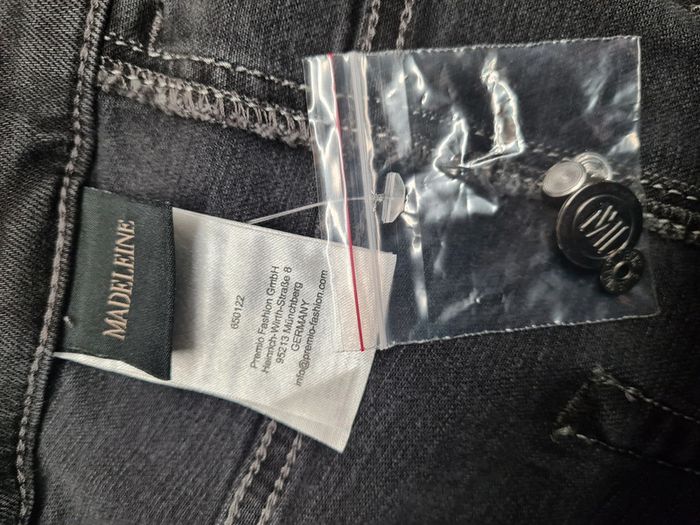 MADELEINE
650122
Premio Fashion GmbH
Heinrich-Wirth-Straße 8
95213 Münchberg
GERMANY
info@premio-fashion.com